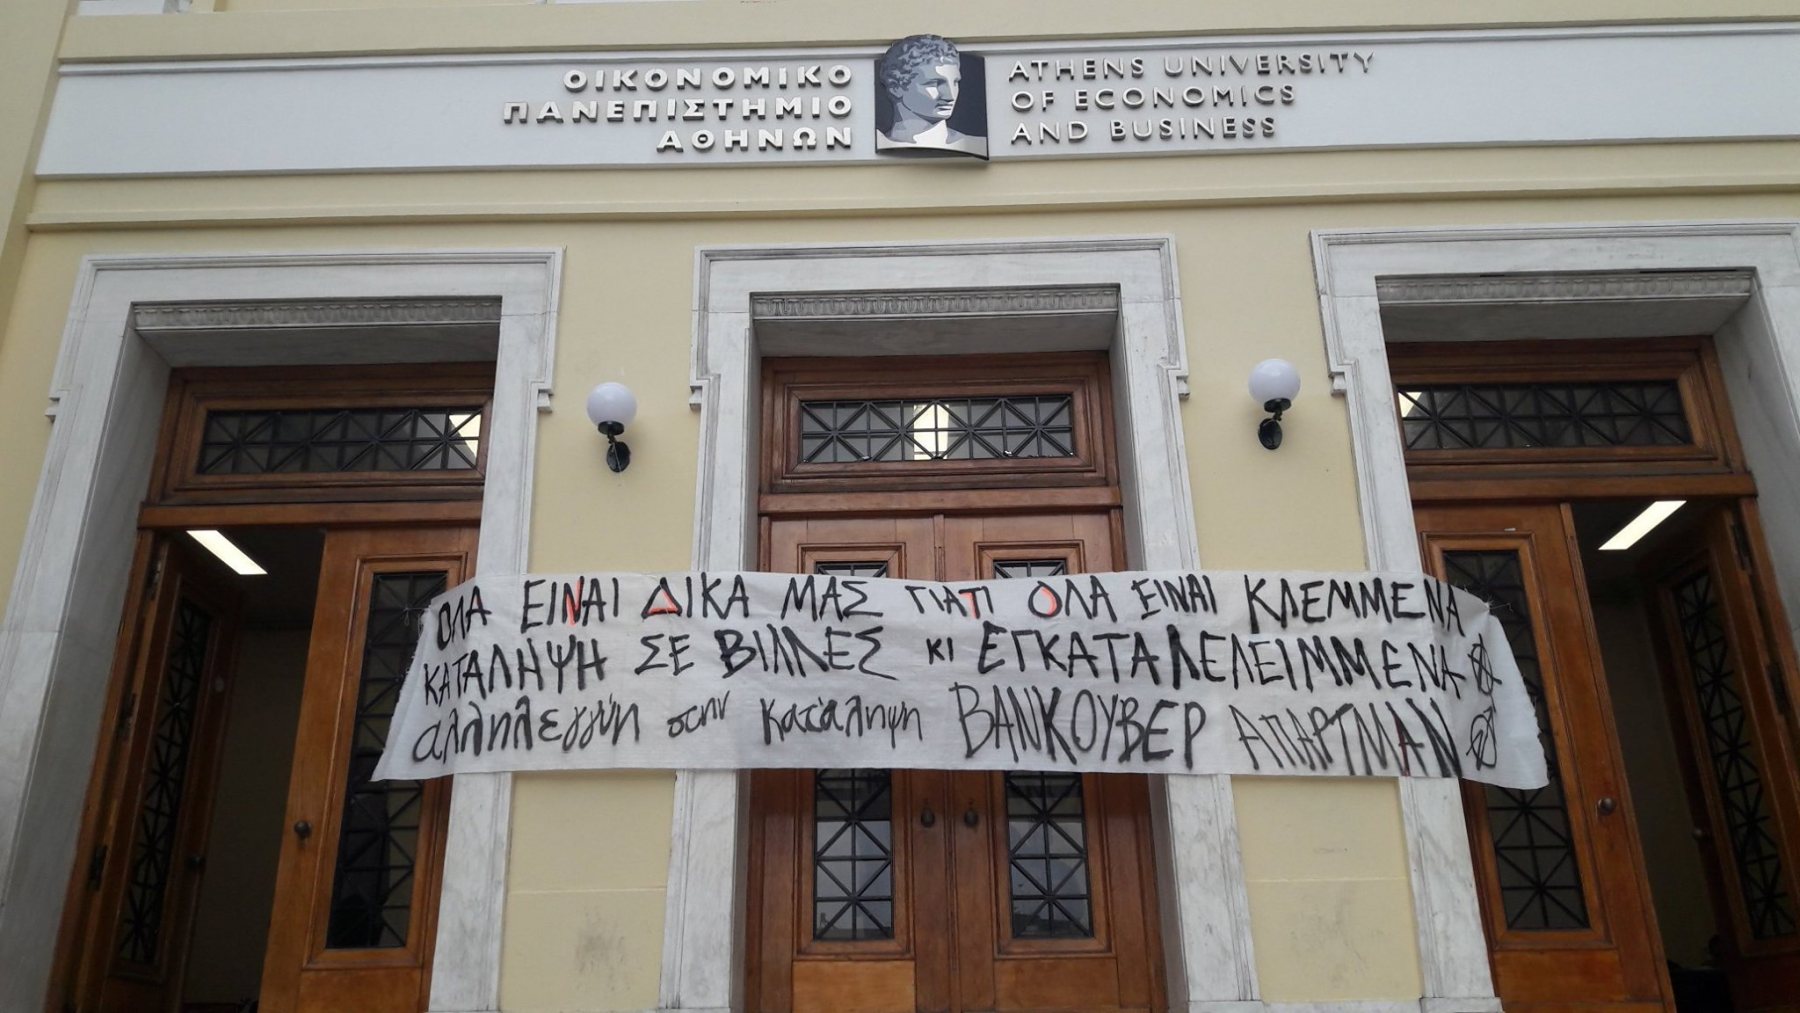 ΟΙΚΟΝΟΜΙΚΟ
ΠΑΝΕΠΙΣΤΗΜΙΟ
ΑΘΗΝΩΝ
ATHENS UNIVERSITY
OF ECONOMICS
AND BUSINESS
ΟΛΑ ΕΙΝΑΙ ΔΙΚΑ ΜΑΣ ΓΙΑΤΙ ΟΛΑ ΕΙΝΑΙ ΚΛΕΜΜΕΝΑ
ΚΑΤΑΛΗΨΗ ΣΕ ΒΙΛΛΕΣ ΚΙ ΕΓΚΑΤΑΛΕΛΕΙΜΜΕΝΑ
αλληλεγγύη στην κατάληψη ΒΑΝΚΟΥΒΕΡ ΑΠΑΡΤΜΑΝ